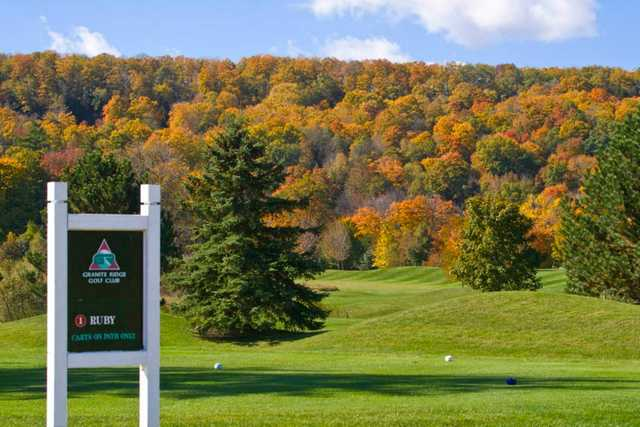 GRANITE RIDGE
GOLF CLUB
1 RUBY
CARTS ON PATH ONLY